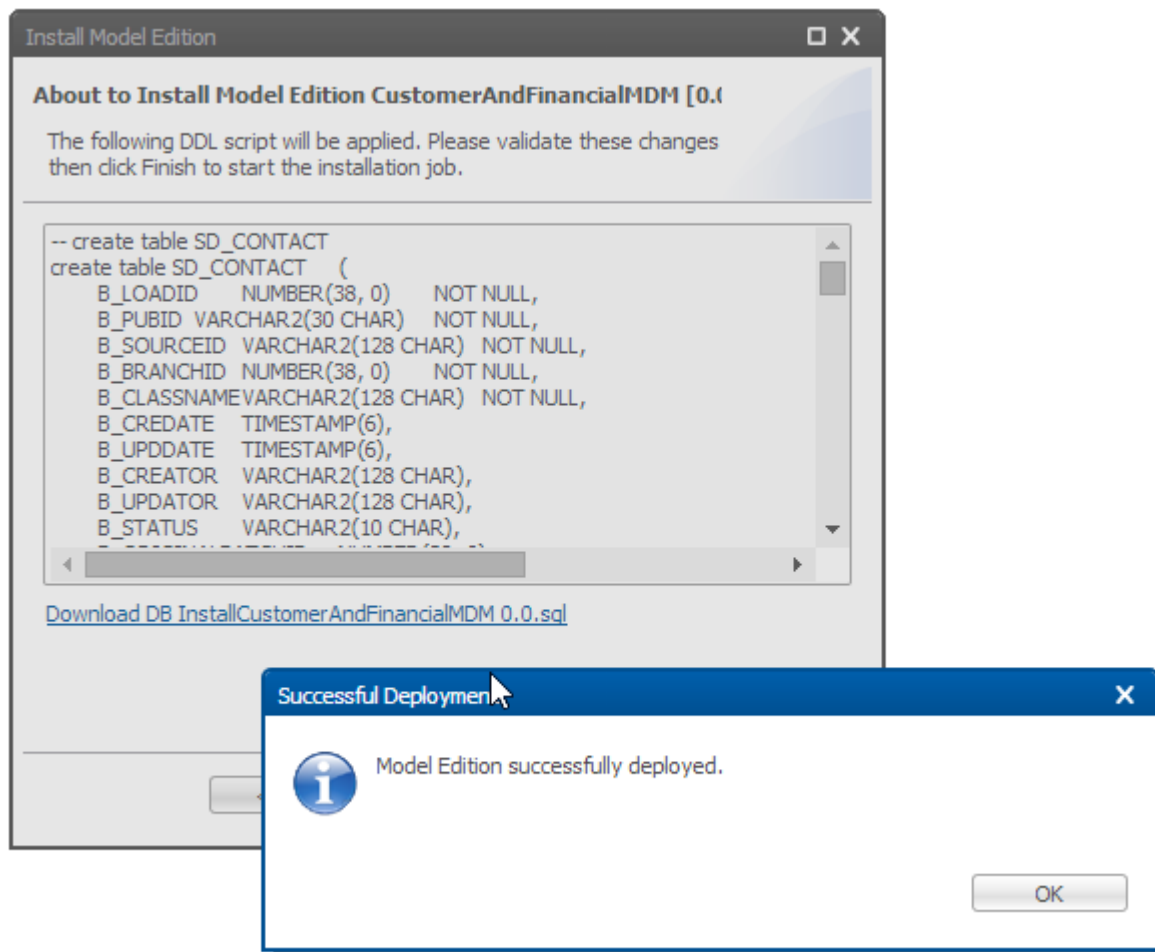 Install Model Edition
About to Install Model Edition CustomerAndFinancialMDM [0.
The following DDL script will be applied. Please validate these changes
then click Finish to start the installation job.
-- create table SD_CONTACT
create table SD_CONTACT (
B_LOADID NUMBER(38, 0) NOT NULL,
B_PUBID VARCHAR2(30 CHAR) NOT NULL,
B_SOURCEID VARCHAR2(128 CHAR) NOT NULL,
B_BRANCHID NUMBER(38, 0) NOT NULL,
B_CLASSNAMEVARCHAR2(128 CHAR) NOT NULL,
B_CREDATE TIMESTAMP(6),
B_UPDDATE TIMESTAMP(6),
B_CREATOR VARCHAR2(128 CHAR),
B_UPDATOR VARCHAR2(128 CHAR),
B_STATUS VARCHAR2(10 CHAR),
Download DB InstallCustomerAndFinancialMDM 0.0.sql
Successful Deploymen
Model Edition successfully deployed.
OK